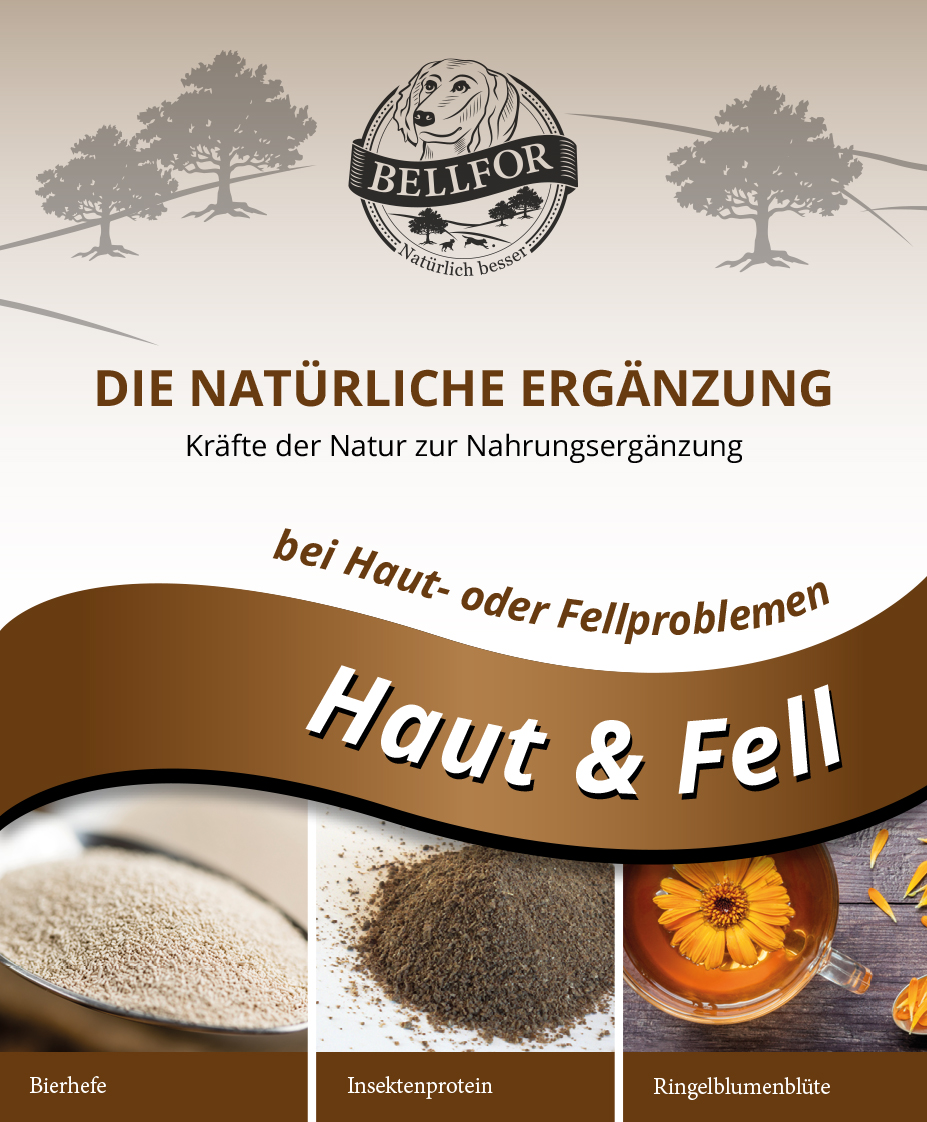 BELLFOR
Natürlich besser
DIE NATÜRLICHE ERGÄNZUNG
Kräfte der Natur zur Nahrungsergänzung
bei Haut- oder Fellproblemen
Haut & Fell
Bierhefe
Insektenprotein
Ringelblumenblüte